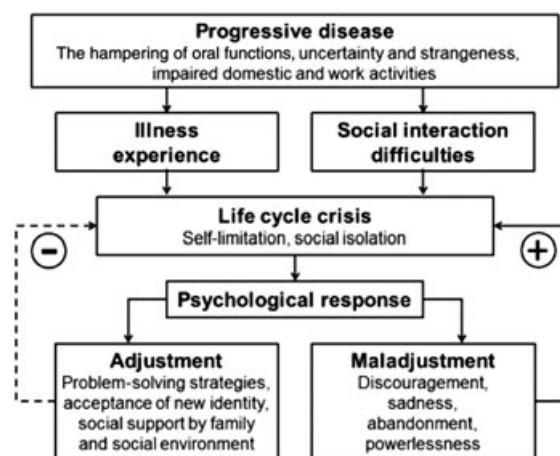 Progressive disease
The hampering of oral functions, uncertainty and strangeness,
impaired domestic and work activities
Illness
experience
Social interaction
difficulties
Life cycle crisis
Self-limitation, social isolation
−
+
Psychological response
Adjustment
Problem-solving strategies,
acceptance of new identity,
social support by family
and social environment
Maladjustment
Discouragement,
sadness,
abandonment,
powerlessness